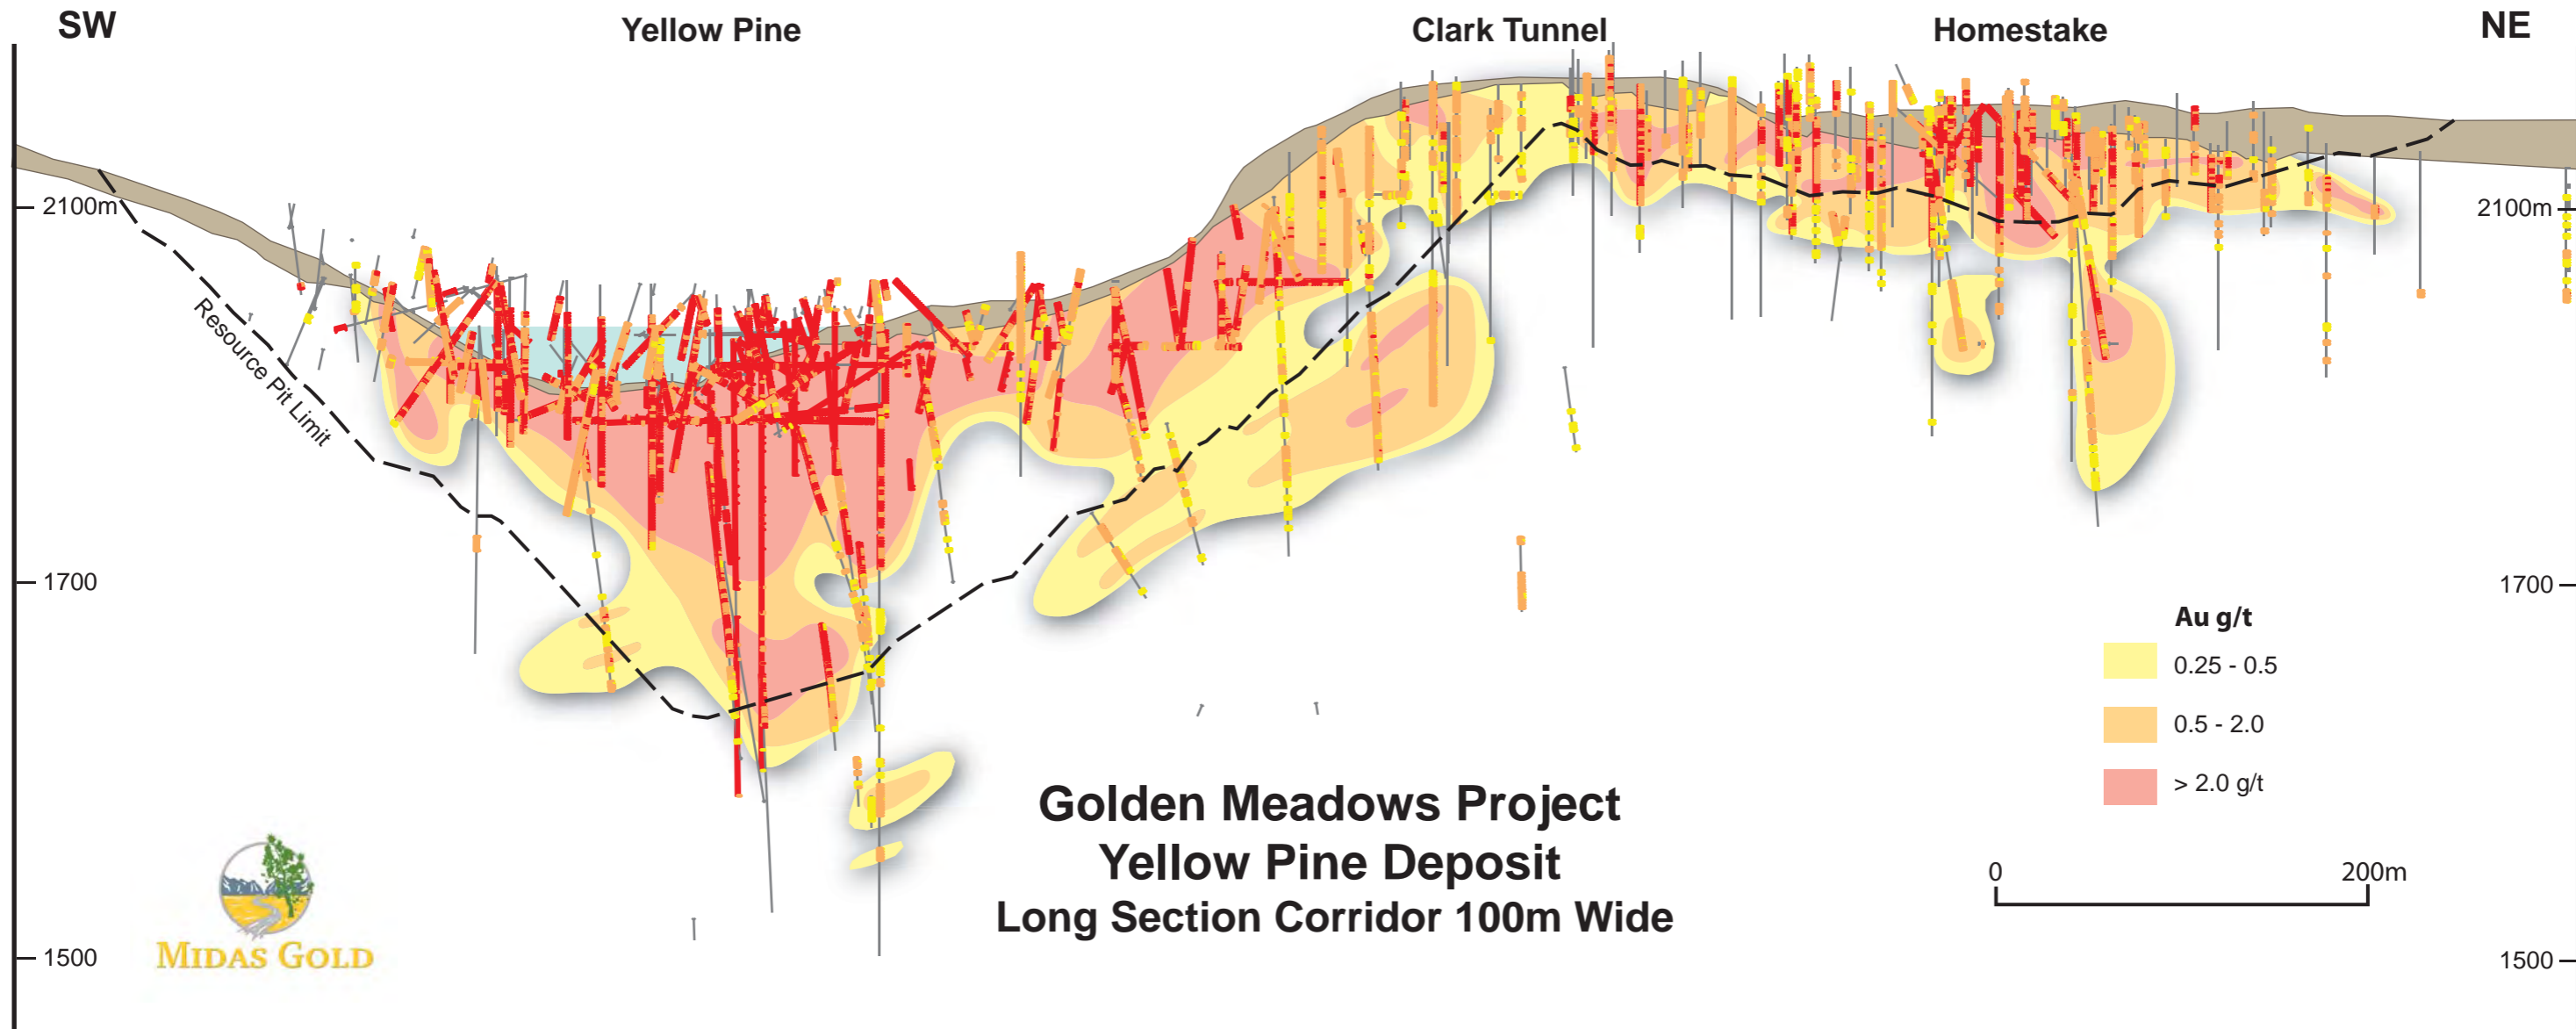 SW
Yellow Pine
Clark Tunnel
Homestake
NE
2100m
2100m
Resource Pit Limit
1700
1700
Au g/t
0.25 - 0.5
0.5 - 2.0
> 2.0 g/t
Golden Meadows Project
Yellow Pine Deposit
Long Section Corridor 100m Wide
0
200m
MIDAS GOLD
1500
1500